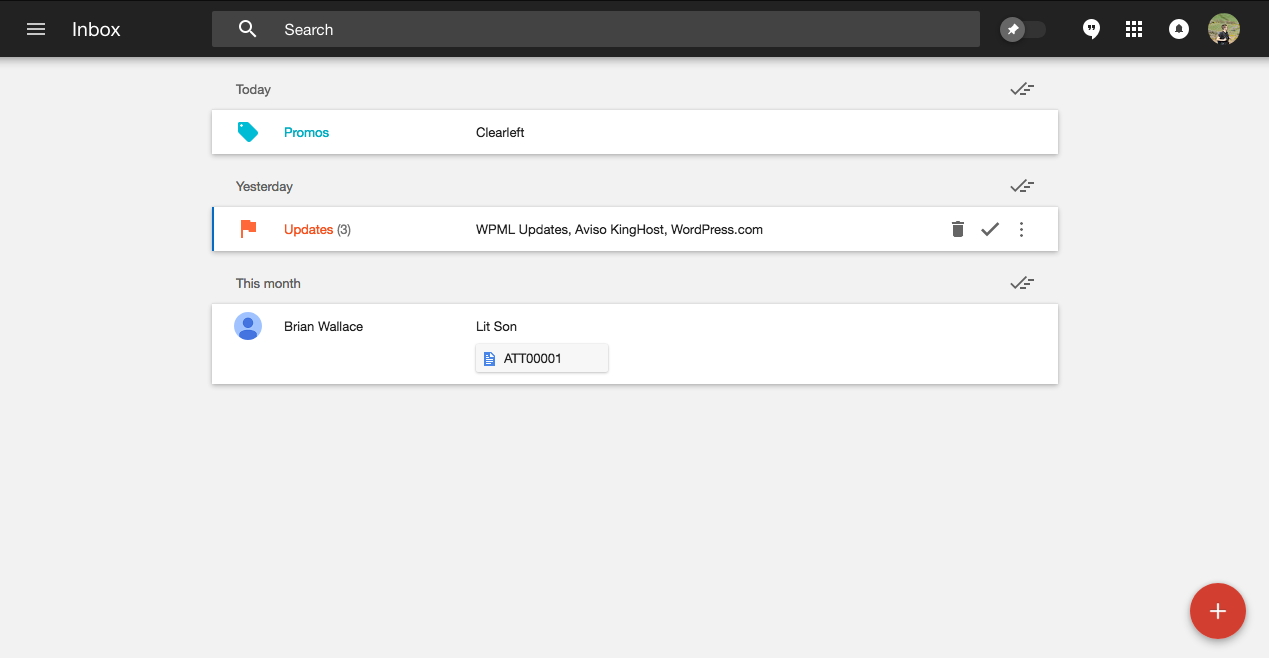 Inbox
Search
Today
Promos Clearleft
Yesterday
Updates (3) WPML Updates, Aviso KingHost, WordPress.com
This month
Brian Wallace Lit Son
ATT00001